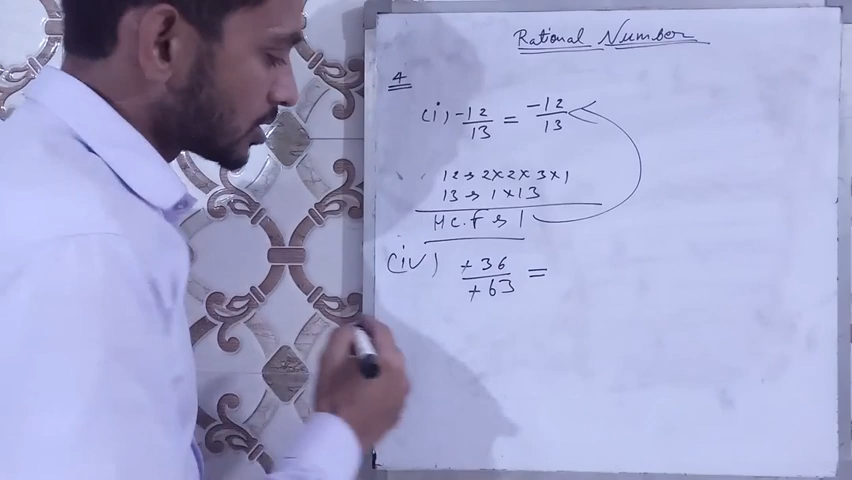 Rational Number
4
(i) -12/13 = -12/13
12 → 2×2×3×1
13 → 1×13
H.C.F → 1
(iv) +36/+63 =